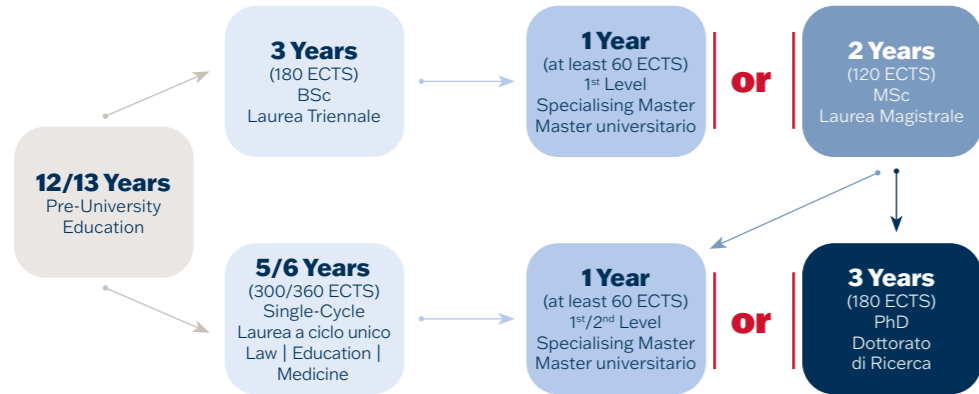 12/13 Years
Pre-University
Education
3 Years
(180 ECTS)
BSc
Laurea Triennale
1 Year
(at least 60 ECTS)
1st Level
Specialising Master
Master universitario
or
2 Years
(120 ECTS)
MSc
Laurea Magistrale
5/6 Years
(300/360 ECTS)
Single-Cycle
Laurea a ciclo unico
Law | Education |
Medicine
1 Year
(at least 60 ECTS)
1st/2nd Level
Specialising Master
Master universitario
or
3 Years
(180 ECTS)
PhD
Dottorato
di Ricerca